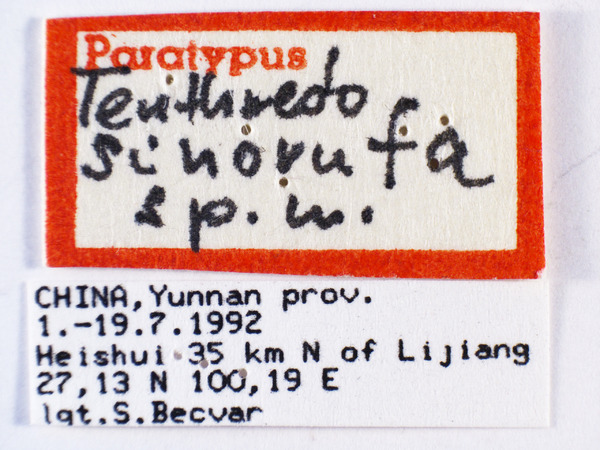 Paratypus
Tenthredo
sinorufa
sp. n.
CHINA,Yunnan prov.
1.-19.7.1992
Heishui 35 km N of Lijiang
27,13 N 100,19 E
lgt.S.Becvar